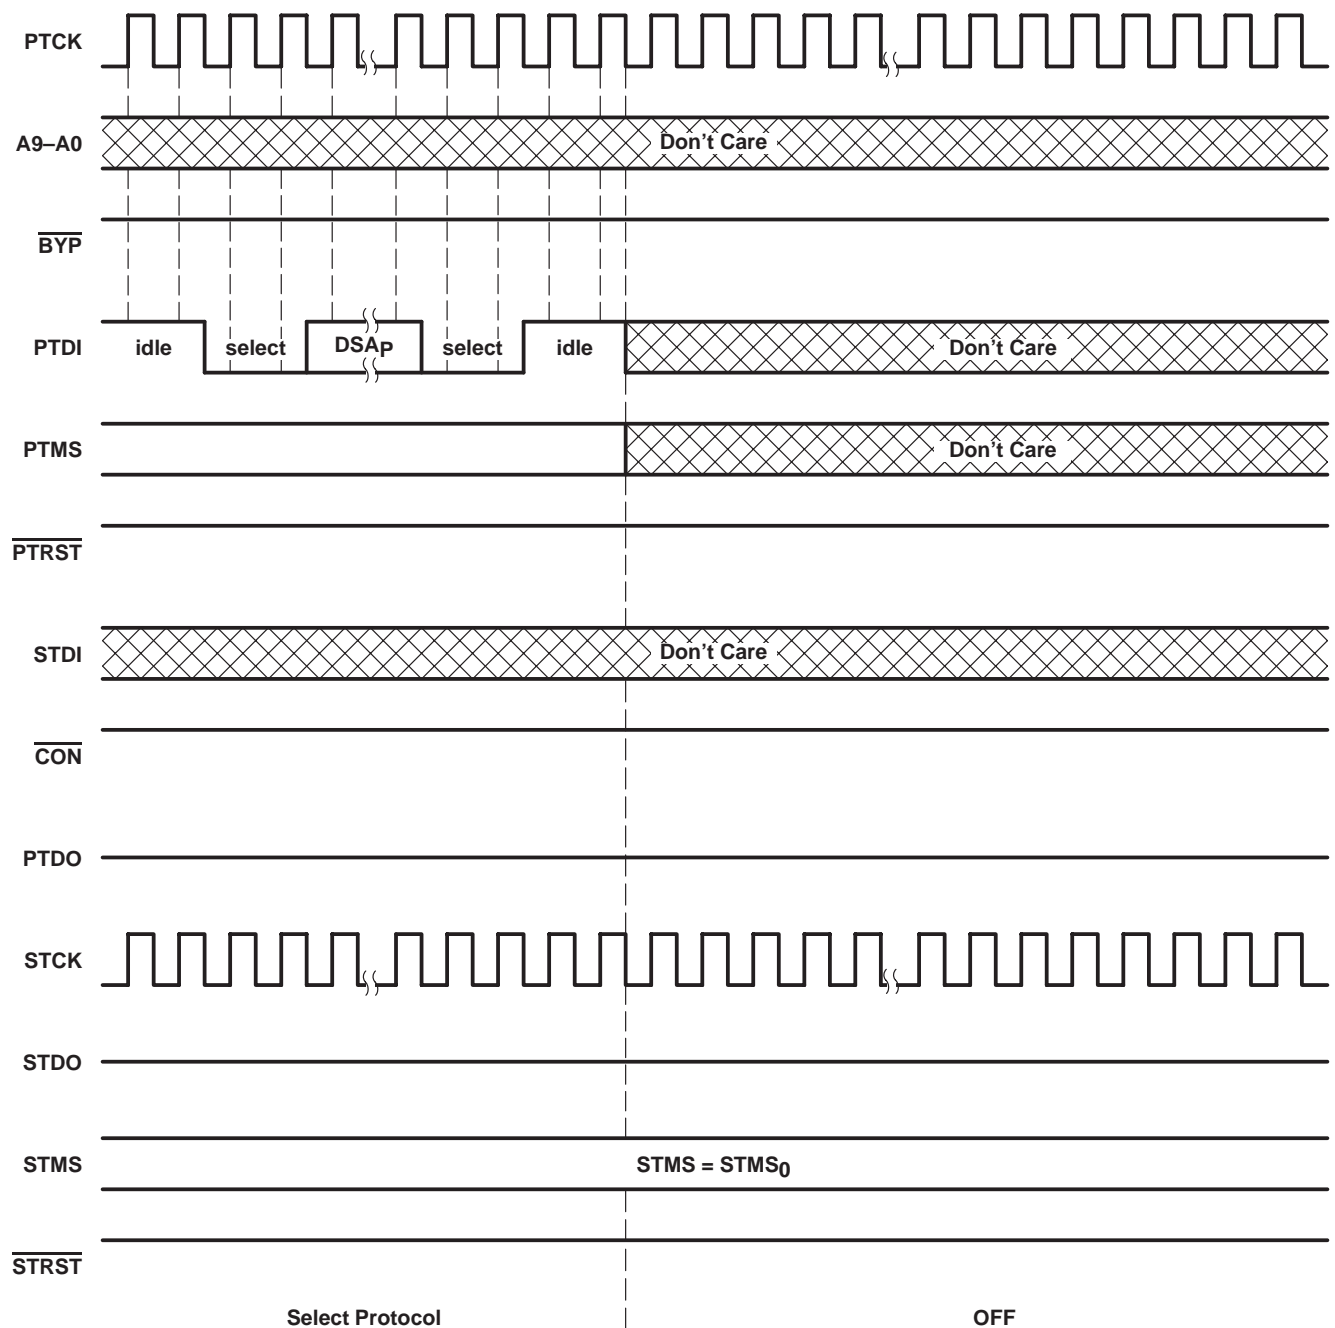 PTCK
A9–A0 Don't Care
BYP
PTDI idle select DSAP select idle Don't Care
PTMS Don't Care
PTRST
STDI Don't Care
CON
PTDO
STCK
STDO
STMS STMS = STMS0
STRST
Select Protocol OFF